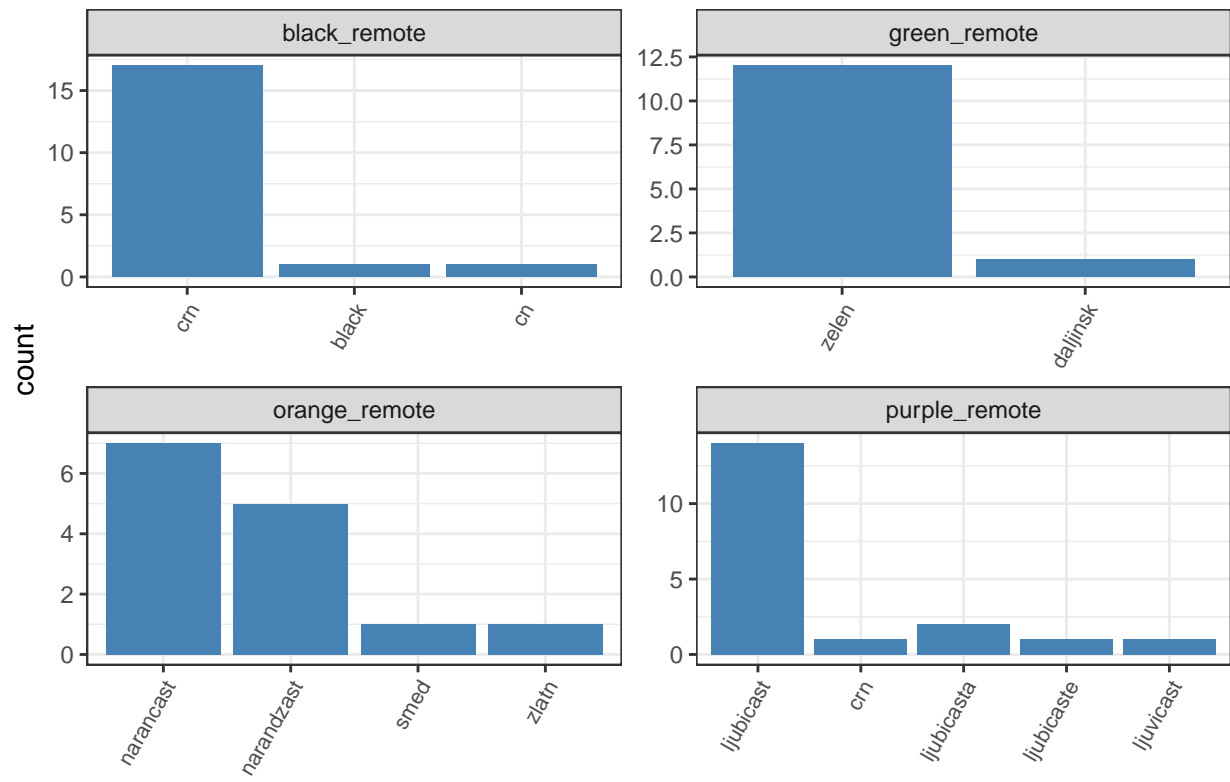 black_remote
15
10
5
0
crn
black
cn
green_remote
12.5
10.0
7.5
5.0
2.5
0.0
zelen
daljinsk
count
orange_remote
6
4
2
0
narancast
narandzast
smed
zlatn
purple_remote
10
5
0
ljubicast
crn
ljubicasta
ljubicaste
ljuvicast